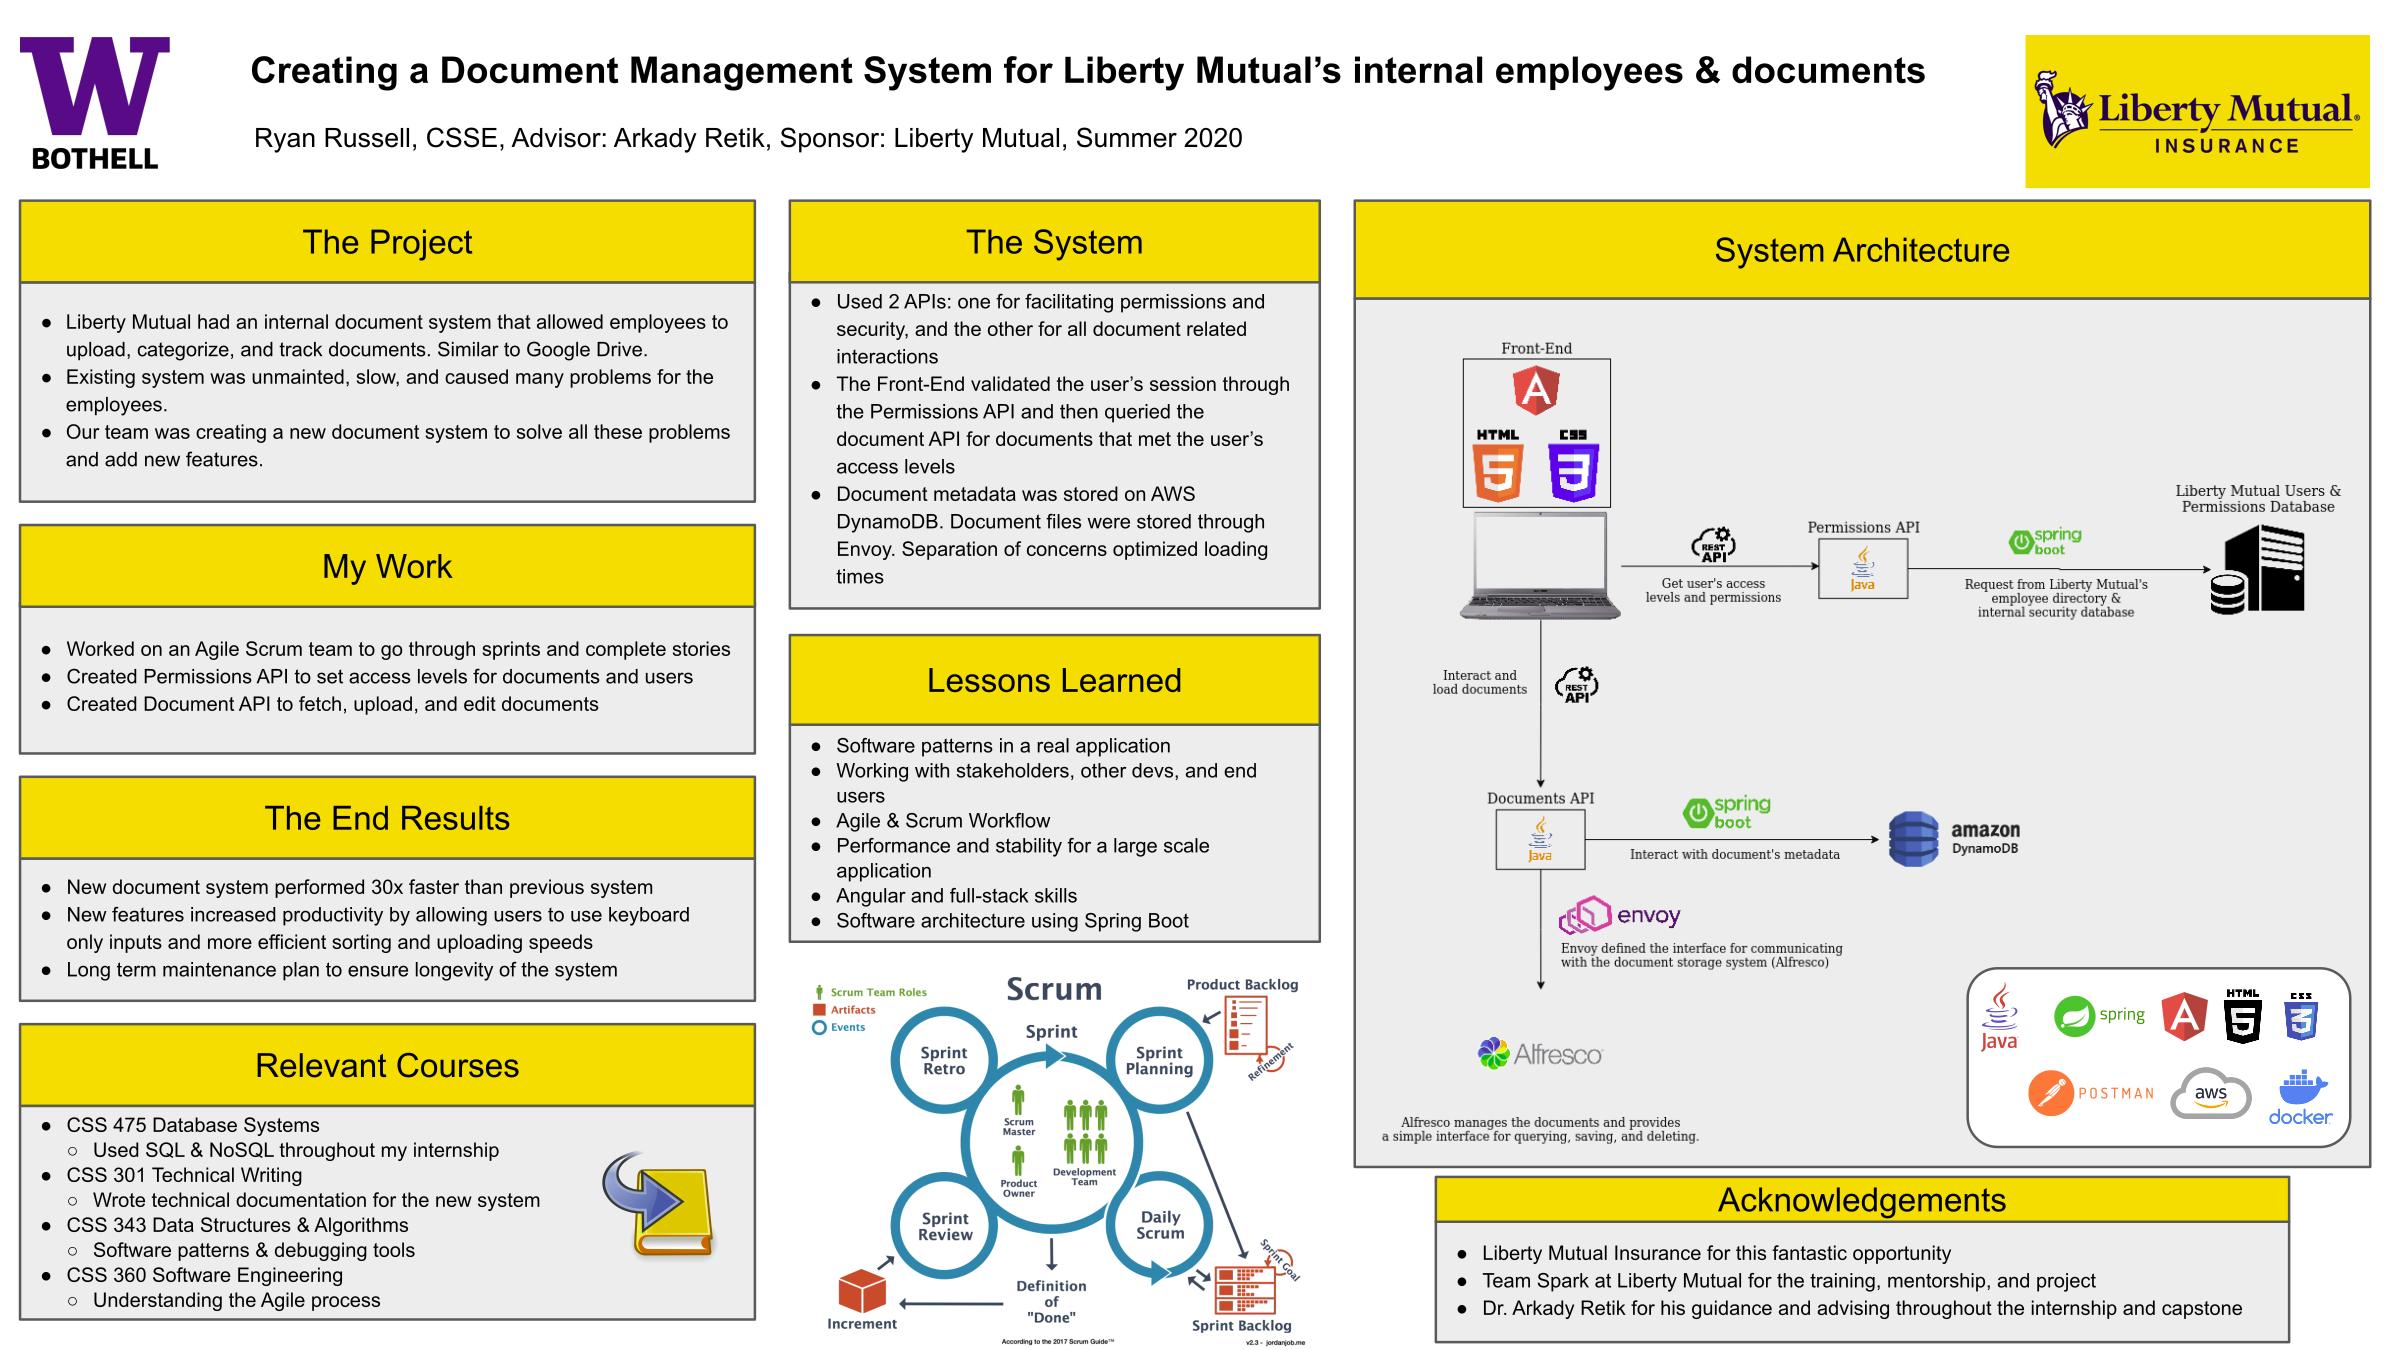 W
BOTHELL
Creating a Document Management System for Liberty Mutual's internal employees & documents
Ryan Russell, CSSE, Advisor: Arkady Retik, Sponsor: Liberty Mutual, Summer 2020
Liberty Mutual®
INSURANCE
The Project
● Liberty Mutual had an internal document system that allowed employees to
upload, categorize, and track documents. Similar to Google Drive.
● Existing system was unmainted, slow, and caused many problems for the
employees.
● Our team was creating a new document system to solve all these problems
and add new features.
My Work
● Worked on an Agile Scrum team to go through sprints and complete stories
● Created Permissions API to set access levels for documents and users
● Created Document API to fetch, upload, and edit documents
The End Results
● New document system performed 30x faster than previous system
● New features increased productivity by allowing users to use keyboard
only inputs and more efficient sorting and uploading speeds
● Long term maintenance plan to ensure longevity of the system
Relevant Courses
● CSS 475 Database Systems
○ Used SQL & NoSQL throughout my internship
● CSS 301 Technical Writing
○ Wrote technical documentation for the new system
● CSS 343 Data Structures & Algorithms
○ Software patterns & debugging tools
● CSS 360 Software Engineering
○ Understanding the Agile process
The System
● Used 2 APIs: one for facilitating permissions and
security, and the other for all document related
interactions
● The Front-End validated the user's session through
the Permissions API and then queried the
document API for documents that met the user's
access levels
● Document metadata was stored on AWS
DynamoDB. Document files were stored through
Envoy. Separation of concerns optimized loading
times
Lessons Learned
● Software patterns in a real application
● Working with stakeholders, other devs, and end
users
● Agile & Scrum Workflow
● Performance and stability for a large scale
application
● Angular and full-stack skills
● Software architecture using Spring Boot
Scrum
Scrum Team Roles
Artifacts
Events
Sprint
Product Backlog
Refinement
Sprint
Retro
Sprint
Planning
Scrum
Master
Product
Owner
Development
Team
Sprint
Review
Daily
Scrum
Sprint Goal
Increment
Definition
of
"Done"
Sprint Backlog
According to the 2017 Scrum Guide™
v2.3 - jordanjob.me
System Architecture
Front-End
A
HTML
5
CSS
3
REST
API
Get user's access
levels and permissions
Permissions API
Java
spring
boot
Request from Liberty Mutual's
employee directory &
internal security database
Liberty Mutual Users &
Permissions Database
Interact and
load documents
REST
API
Documents API
Java
spring
boot
Interact with document's metadata
amazon
DynamoDB
envoy
Envoy defined the interface for communicating
with the document storage system (Alfresco)
Alfresco
Alfresco manages the documents and provides
a simple interface for querying, saving, and deleting.
Java
spring
A
HTML
5
CSS
3
POSTMAN
aws
docker
Acknowledgements
● Liberty Mutual Insurance for this fantastic opportunity
● Team Spark at Liberty Mutual for the training, mentorship, and project
● Dr. Arkady Retik for his guidance and advising throughout the internship and capstone